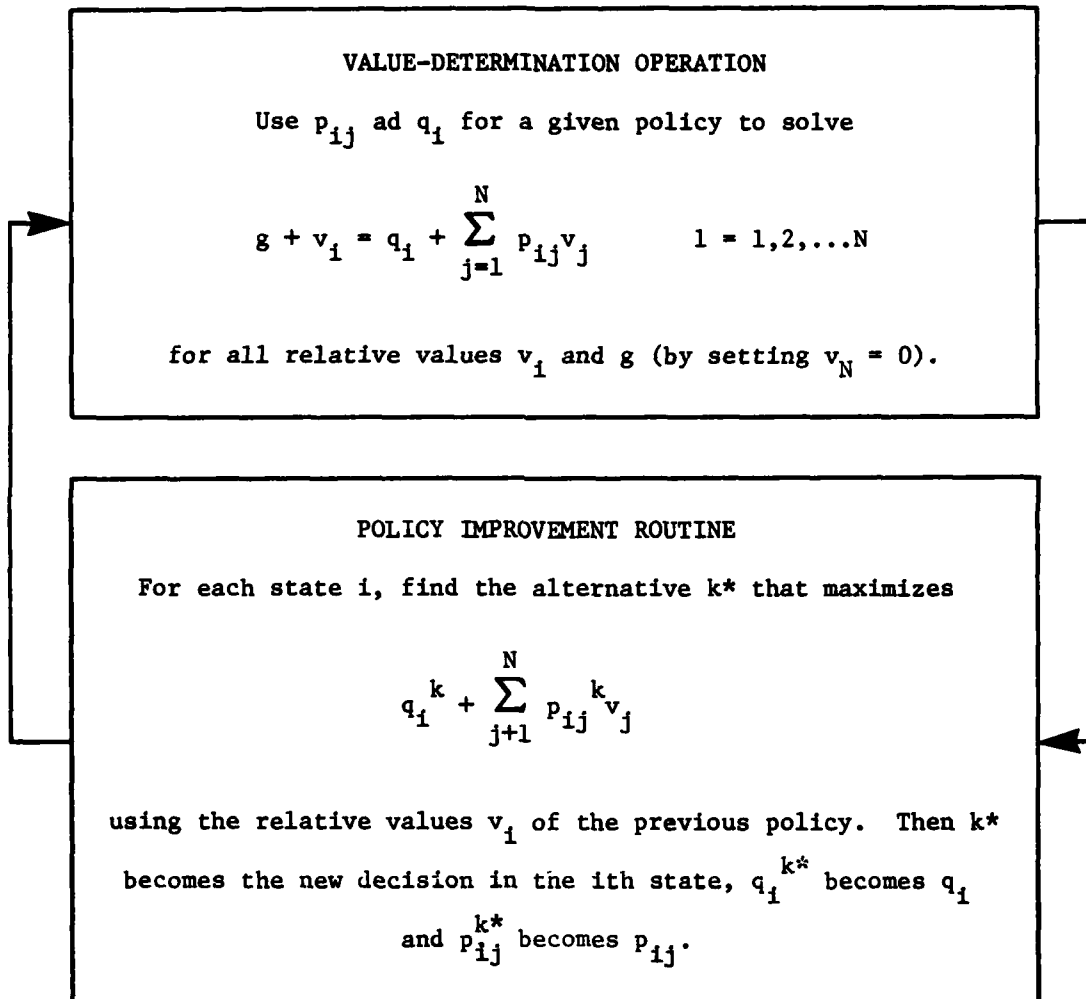 VALUE-DETERMINATION OPERATION
Use p_ij ad q_i for a given policy to solve
g + v_i = q_i + ∑_{j=1}^{N} p_ij v_j 1 = 1,2,...N
for all relative values v_i and g (by setting v_N = 0).
POLICY IMPROVEMENT ROUTINE
For each state i, find the alternative k* that maximizes
q_i^k + ∑_{j+1}^{N} p_ij^k v_j
using the relative values v_i of the previous policy. Then k*
becomes the new decision in the ith state, q_i^k* becomes q_i
and p_ij^k* becomes p_ij.